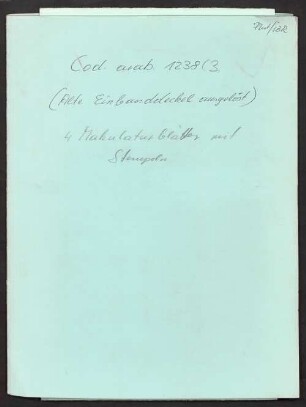 Cod. arab 1238(3
(Alte Einbanddeckel ausgelöst)
4 Makulaturblätter mit
Stempeln